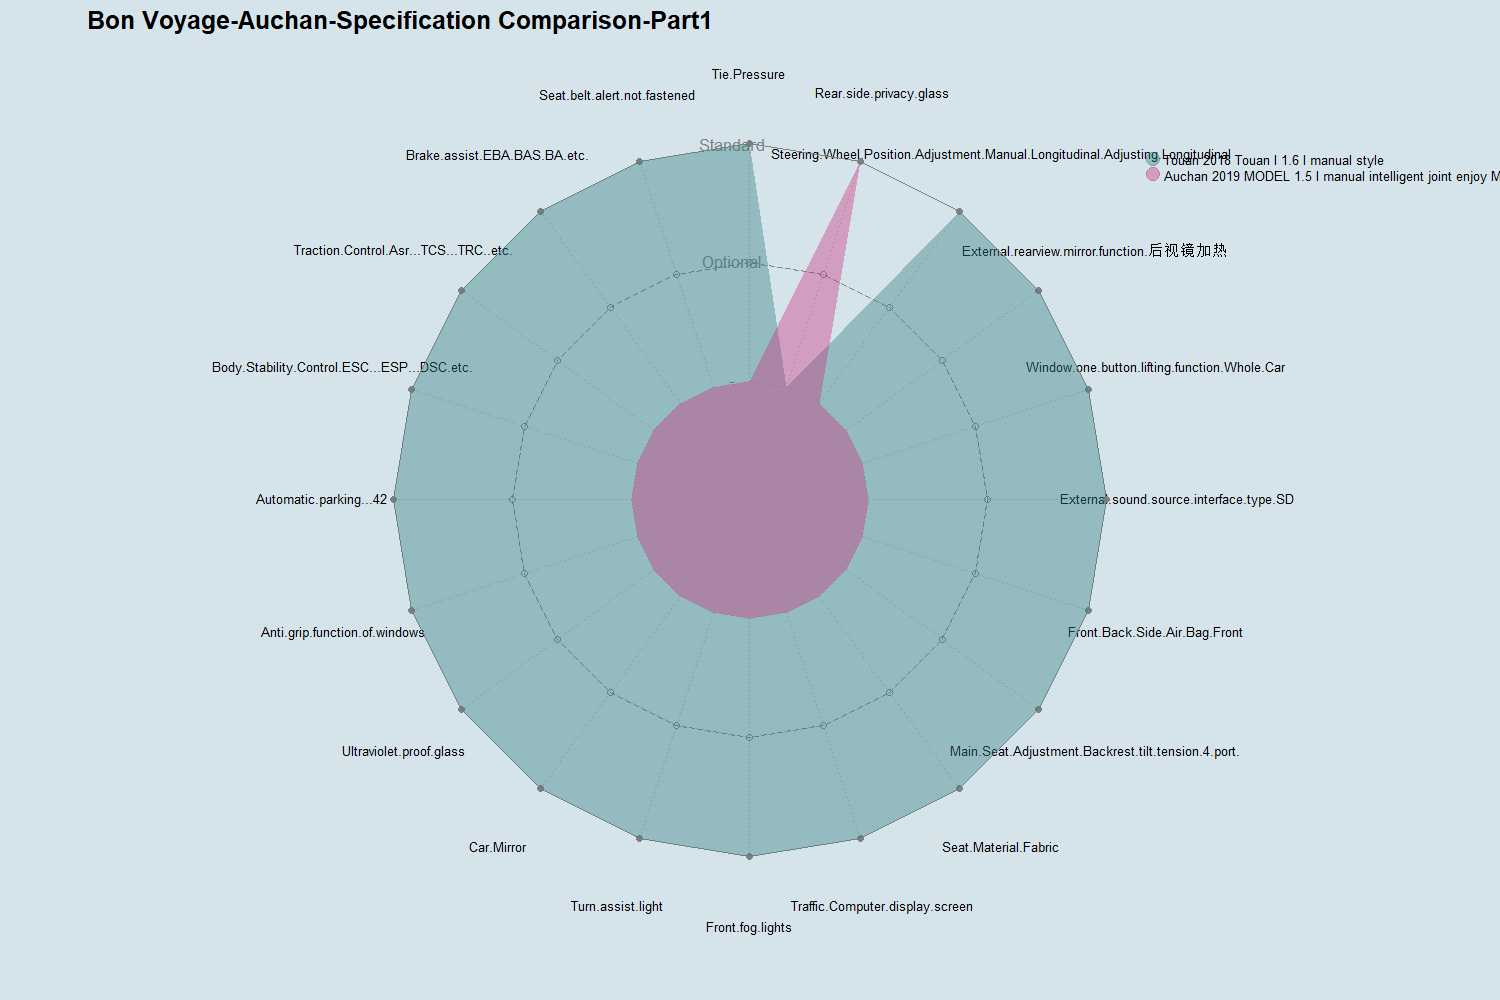 Bon Voyage-Auchan-Specification Comparison-Part1
Tie.Pressure
Rear.side.privacy.glass
Seat.belt.alert.not.fastened
Standard
Steering.Wheel.Position.Adjustment.Manual.Longitudinal.Adjusting.Longitudinal
Brake.assist.EBA.BAS.BA.etc.
Touan 2018 Touan l 1.6 l manual style
Auchan 2019 MODEL 1.5 l manual intelligent joint enjoy M
Traction.Control.Asr...TCS...TRC..etc.
External.rearview.mirror.function.后视镜加热
Optional
Body.Stability.Control.ESC...ESP...DSC.etc.
Window.one.button.lifting.function.Whole.Car
-
Automatic.parking...42
External.sound.source.interface.type.SD
Anti.grip.function.of.windows
Front.Back.Side.Air.Bag.Front
Ultraviolet.proof.glass
Main.Seat.Adjustment.Backrest.tilt.tension.4.port.
Car.Mirror
Seat.Material.Fabric
Turn.assist.light
Traffic.Computer.display.screen
Front.fog.lights